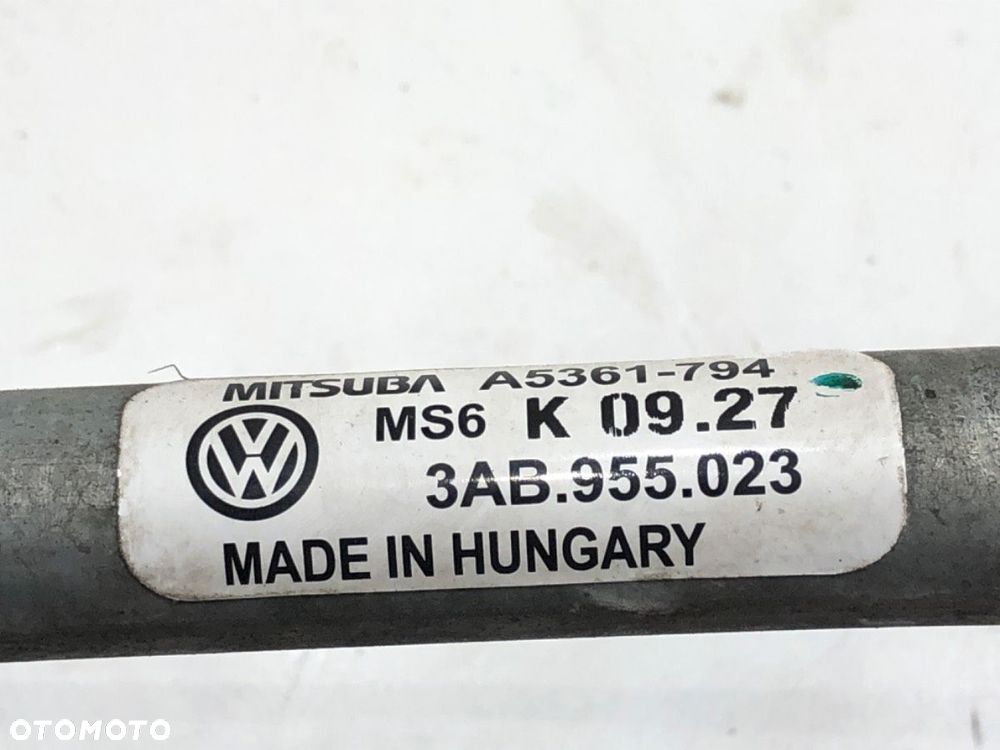 MITSUBA A5361-794
MS6 K 09.27
3AB.955.023
MADE IN HUNGARY
OTOMOTO